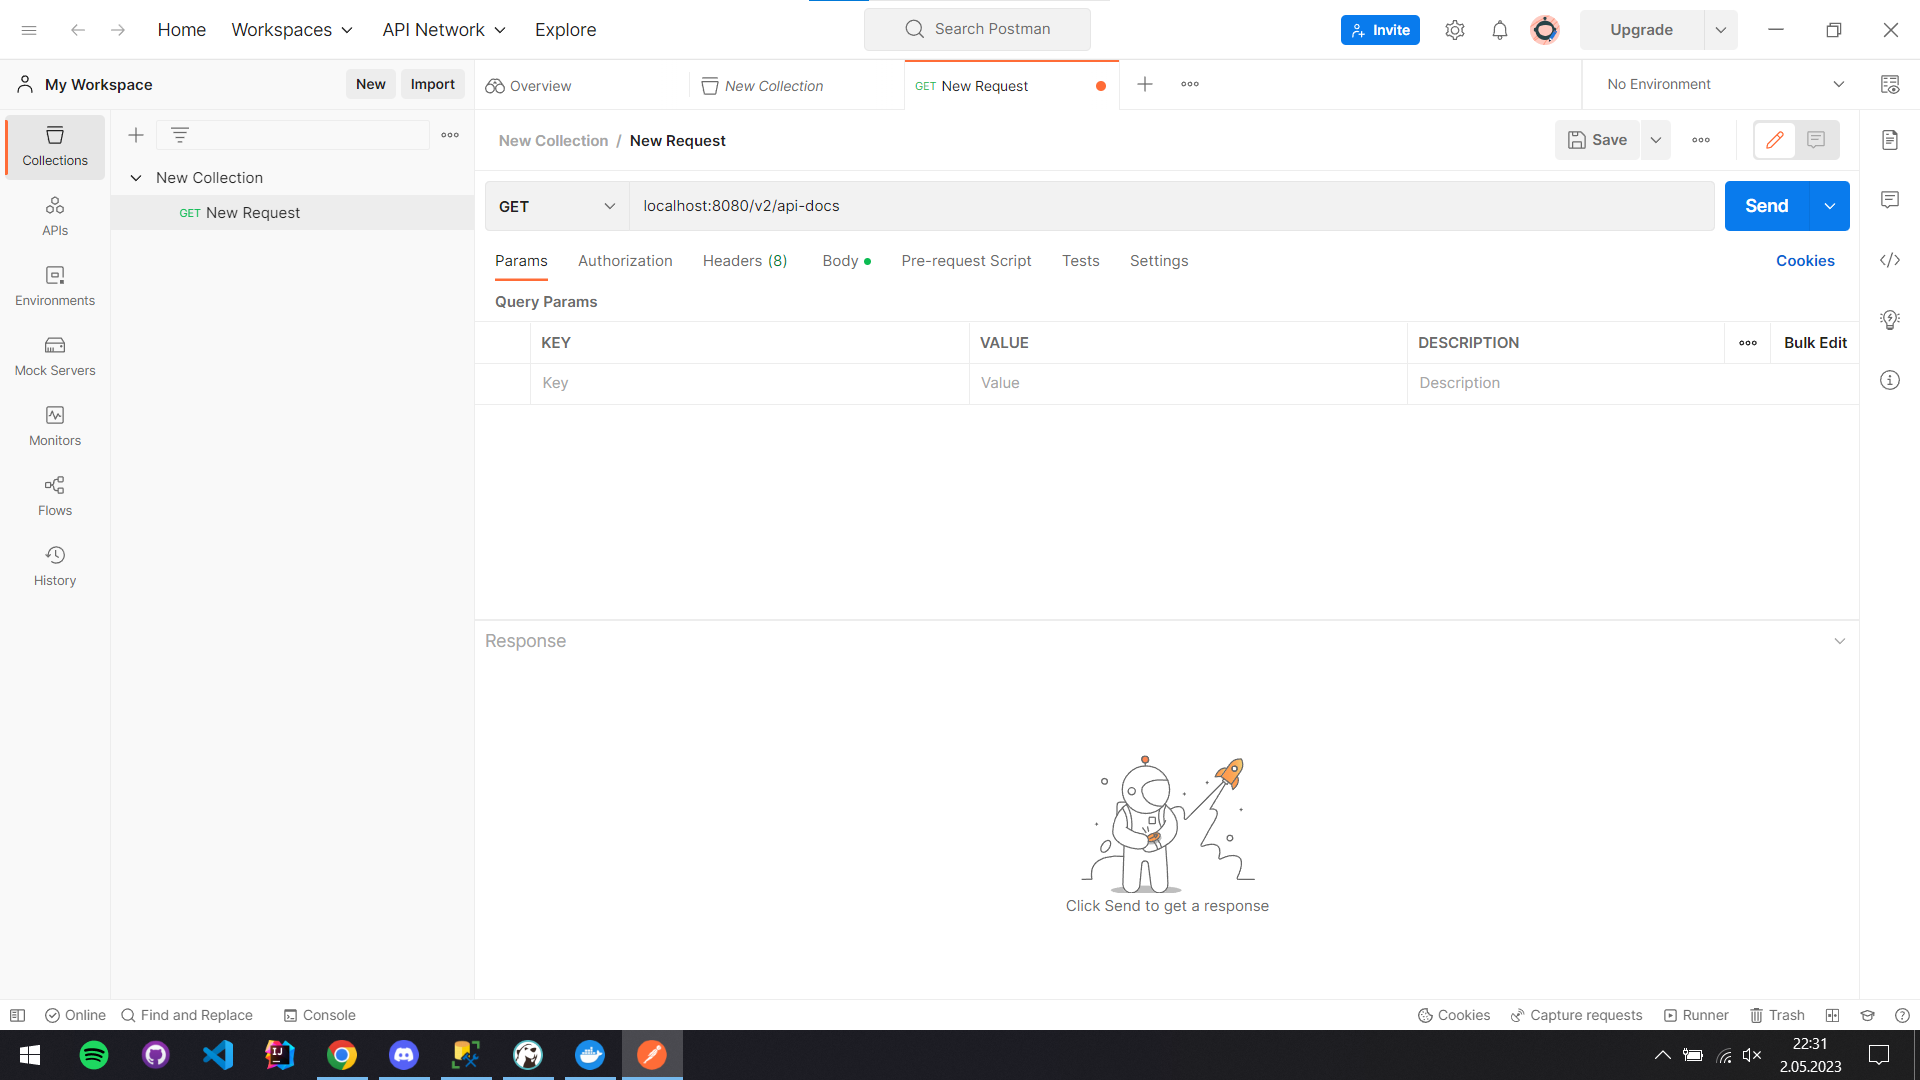 Home
Workspaces
API Network
Explore
Search Postman
Invite
Upgrade
My Workspace
New
Import
Overview
New Collection
GET New Request
No Environment
Collections
APIs
Environments
Mock Servers
Monitors
Flows
History
New Collection
GET New Request
New Collection / New Request
Save
GET
localhost:8080/v2/api-docs
Send
Params
Authorization
Headers (8)
Body
Pre-request Script
Tests
Settings
Cookies
Query Params
KEY
VALUE
DESCRIPTION
Bulk Edit
Key
Value
Description
Response
Click Send to get a response
Online
Find and Replace
Console
Cookies
Capture requests
Runner
Trash
22:31
2.05.2023